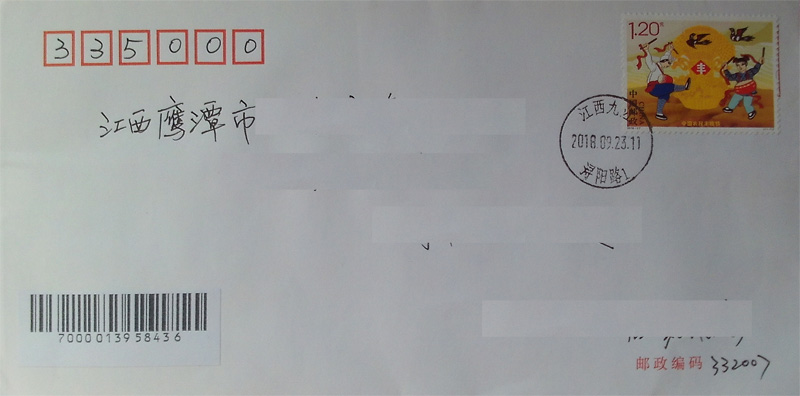 335000
1.20元
中国邮政
丰
中国农民丰收节
江西鹰潭市
江西九江
2018.09.23.11
浔阳路1
7000013958436
邮政编码 332007